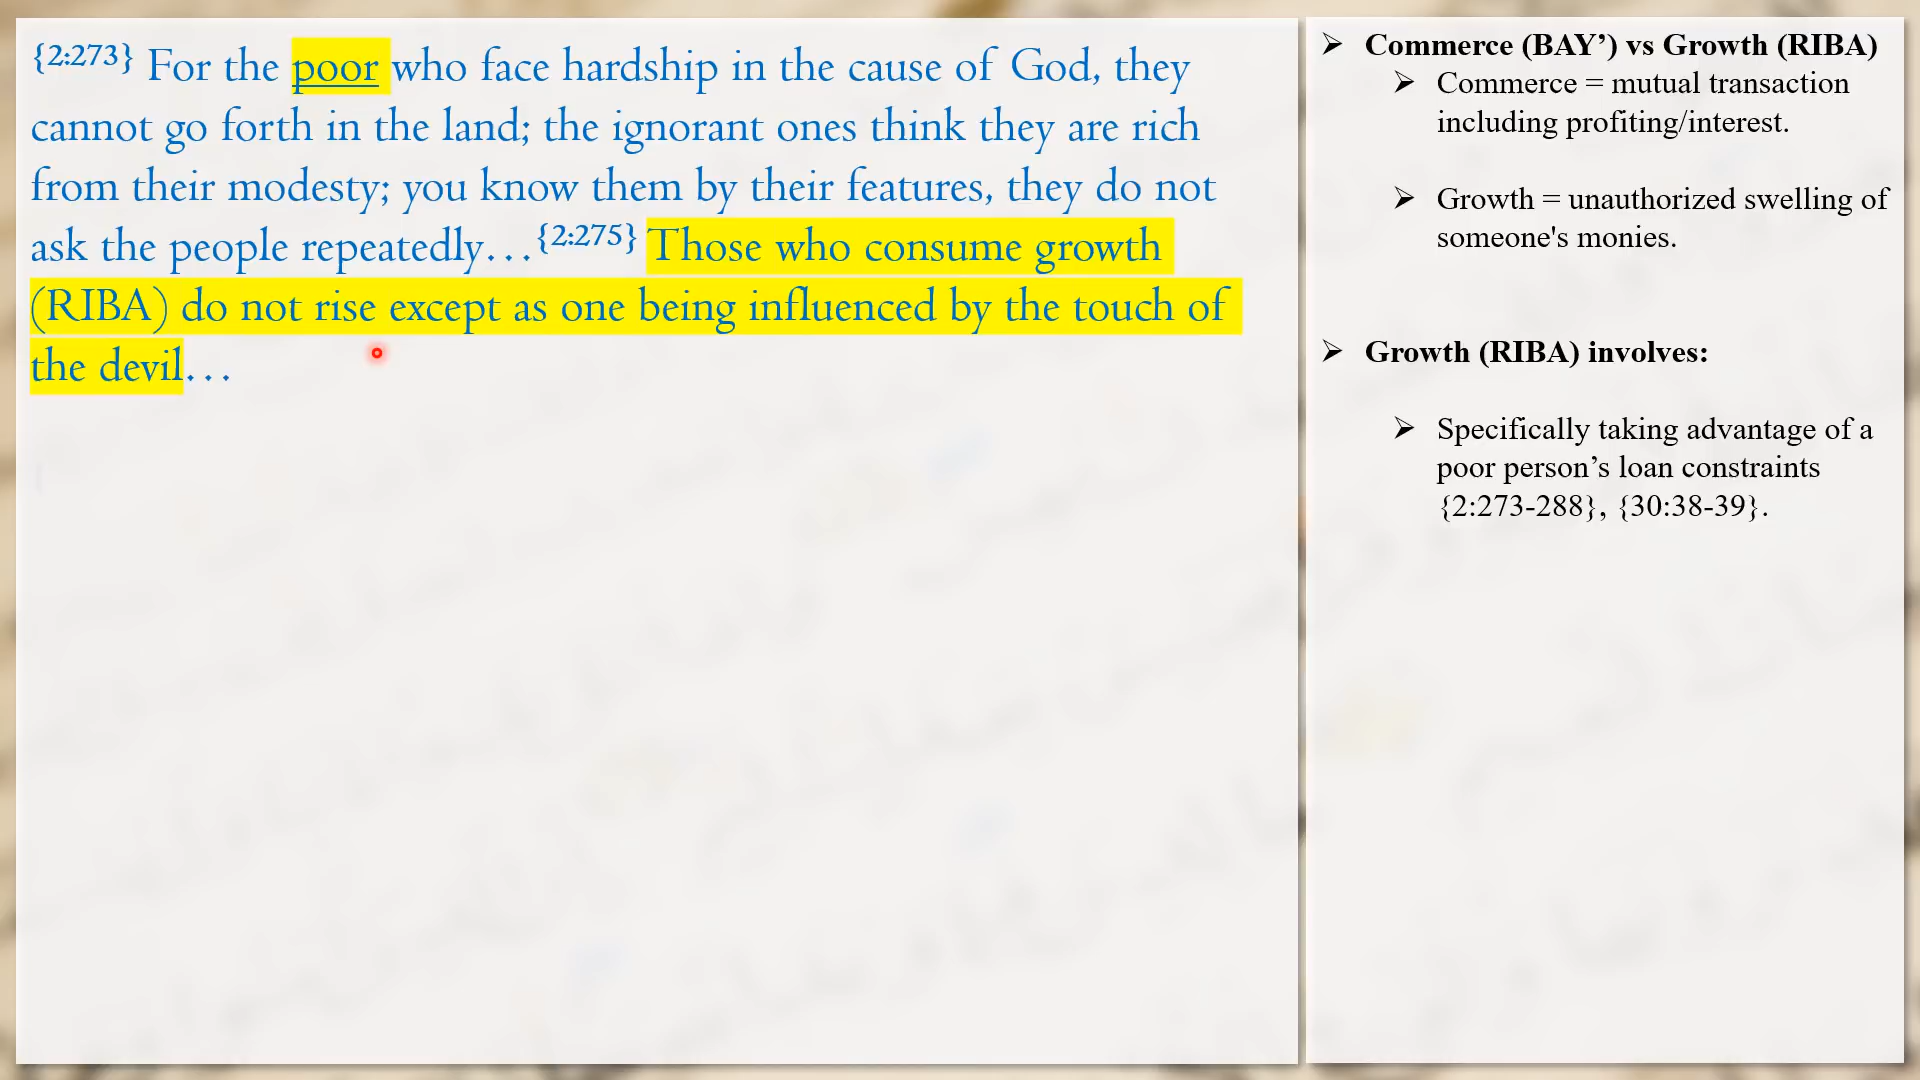 {2:273} For the poor who face hardship in the cause of God, they
cannot go forth in the land; the ignorant ones think they are rich
from their modesty; you know them by their features, they do not
ask the people repeatedly…{2:275} Those who consume growth
(RIBA) do not rise except as one being influenced by the touch of
the devil…
➢ Commerce (BAY’) vs Growth (RIBA)
➢ Commerce = mutual transaction
including profiting/interest.
➢ Growth = unauthorized swelling of
someone's monies.
➢ Growth (RIBA) involves:
➢ Specifically taking advantage of a
poor person’s loan constraints
{2:273-288}, {30:38-39}.